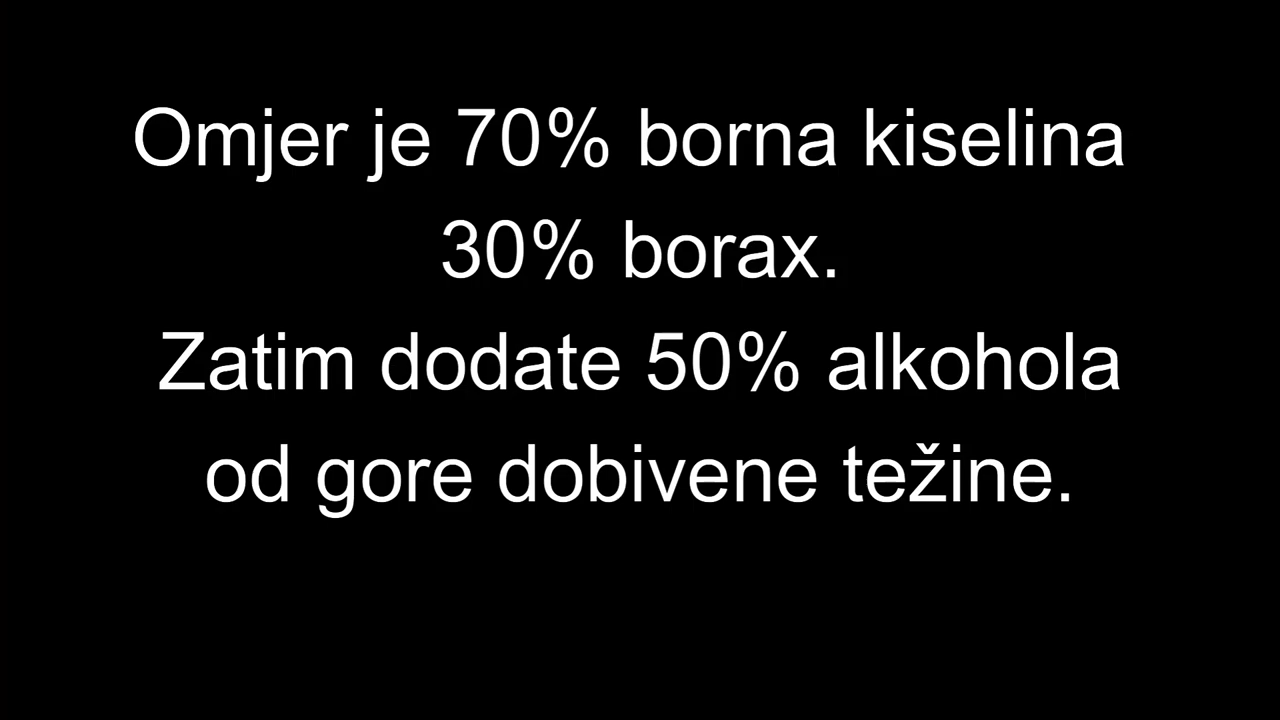 Omjer je 70% borna kiselina
30% borax.
Zatim dodate 50% alkohola
od gore dobivene težine.